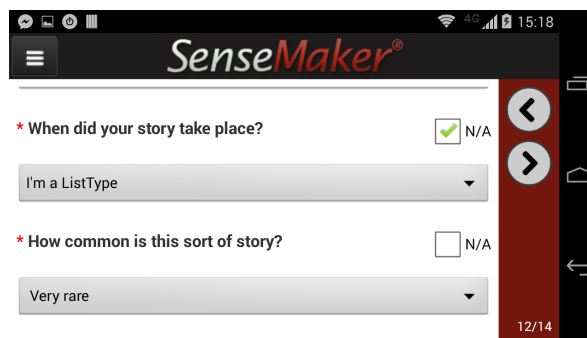 4G 15:18
SenseMaker®
* When did your story take place?
N/A
I'm a ListType
* How common is this sort of story?
N/A
Very rare
12/14